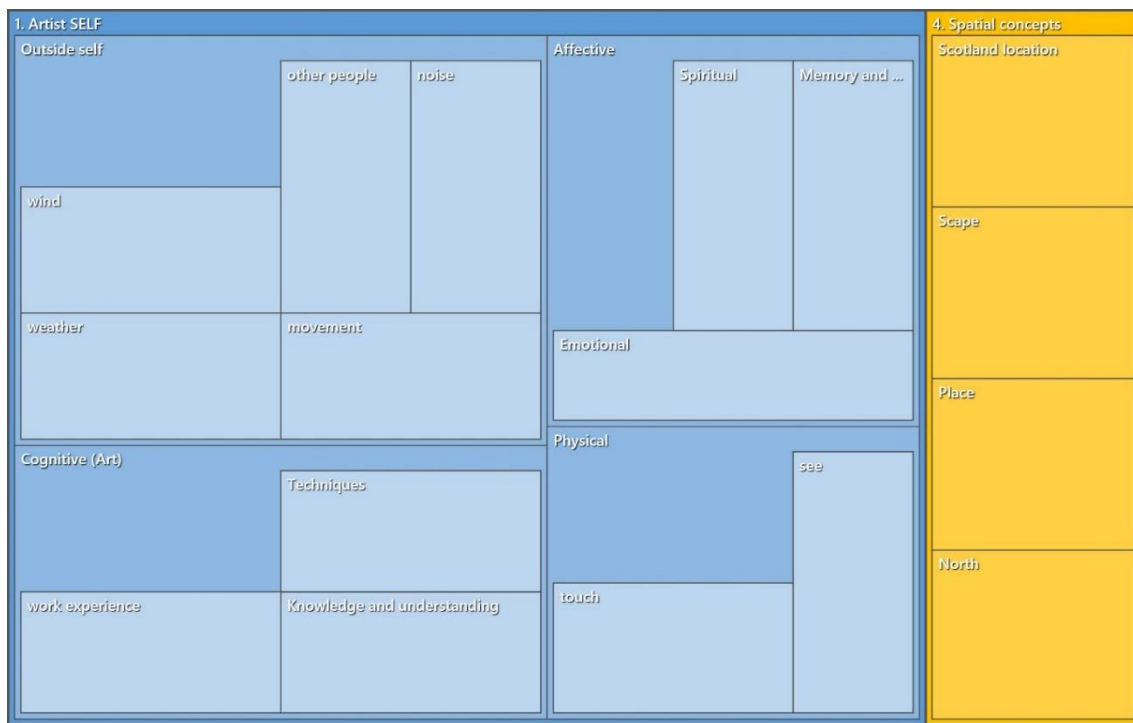 1. Artist SELF
Outside self
other people
noise
wind
weather
movement
Cognitive (Art)
Techniques
work experience
Knowledge and understanding
Affective
Spiritual
Memory and ...
Emotional
Physical
see
touch
4. Spatial concepts
Scotland location
Scape
Place
North